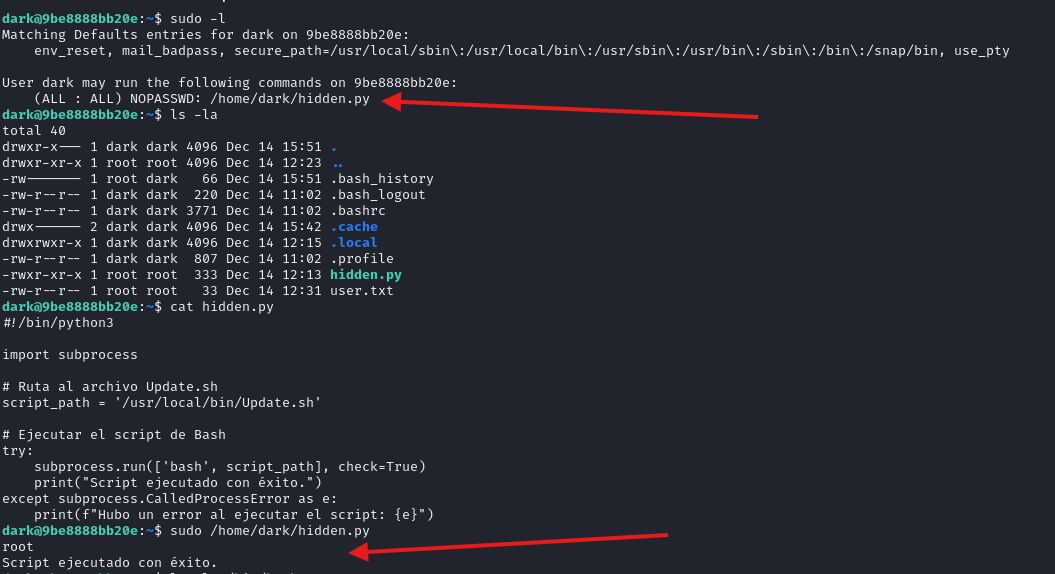 dark@9be8888bb20e:~$ sudo -l
Matching Defaults entries for dark on 9be8888bb20e:
    env_reset, mail_badpass, secure_path=/usr/local/sbin\:/usr/local/bin\:/usr/sbin\:/usr/bin\:/sbin\:/bin\:/snap/bin, use_pty

User dark may run the following commands on 9be8888bb20e:
    (ALL : ALL) NOPASSWD: /home/dark/hidden.py
dark@9be8888bb20e:~$ ls -la
total 40
drwxr-x--- 1 dark dark 4096 Dec 14 15:51 .
drwxr-xr-x 1 root root 4096 Dec 14 12:23 ..
-rw------- 1 root dark   66 Dec 14 15:51 .bash_history
-rw-r--r-- 1 dark dark  220 Dec 14 11:02 .bash_logout
-rw-r--r-- 1 dark dark 3771 Dec 14 11:02 .bashrc
drwx------ 2 dark dark 4096 Dec 14 15:42 .cache
drwxrwxr-x 1 dark dark 4096 Dec 14 12:15 .local
-rw-r--r-- 1 dark dark  807 Dec 14 11:02 .profile
-rwxr-xr-x 1 root root  333 Dec 14 12:13 hidden.py
-rw-r--r-- 1 root root   33 Dec 14 12:31 user.txt
dark@9be8888bb20e:~$ cat hidden.py
#!/bin/python3

import subprocess

# Ruta al archivo Update.sh
script_path = '/usr/local/bin/Update.sh'

# Ejecutar el script de Bash
try:
    subprocess.run(['bash', script_path], check=True)
    print("Script ejecutado con éxito.")
except subprocess.CalledProcessError as e:
    print(f"Hubo un error al ejecutar el script: {e}")
dark@9be8888bb20e:~$ sudo /home/dark/hidden.py
root
Script ejecutado con éxito.